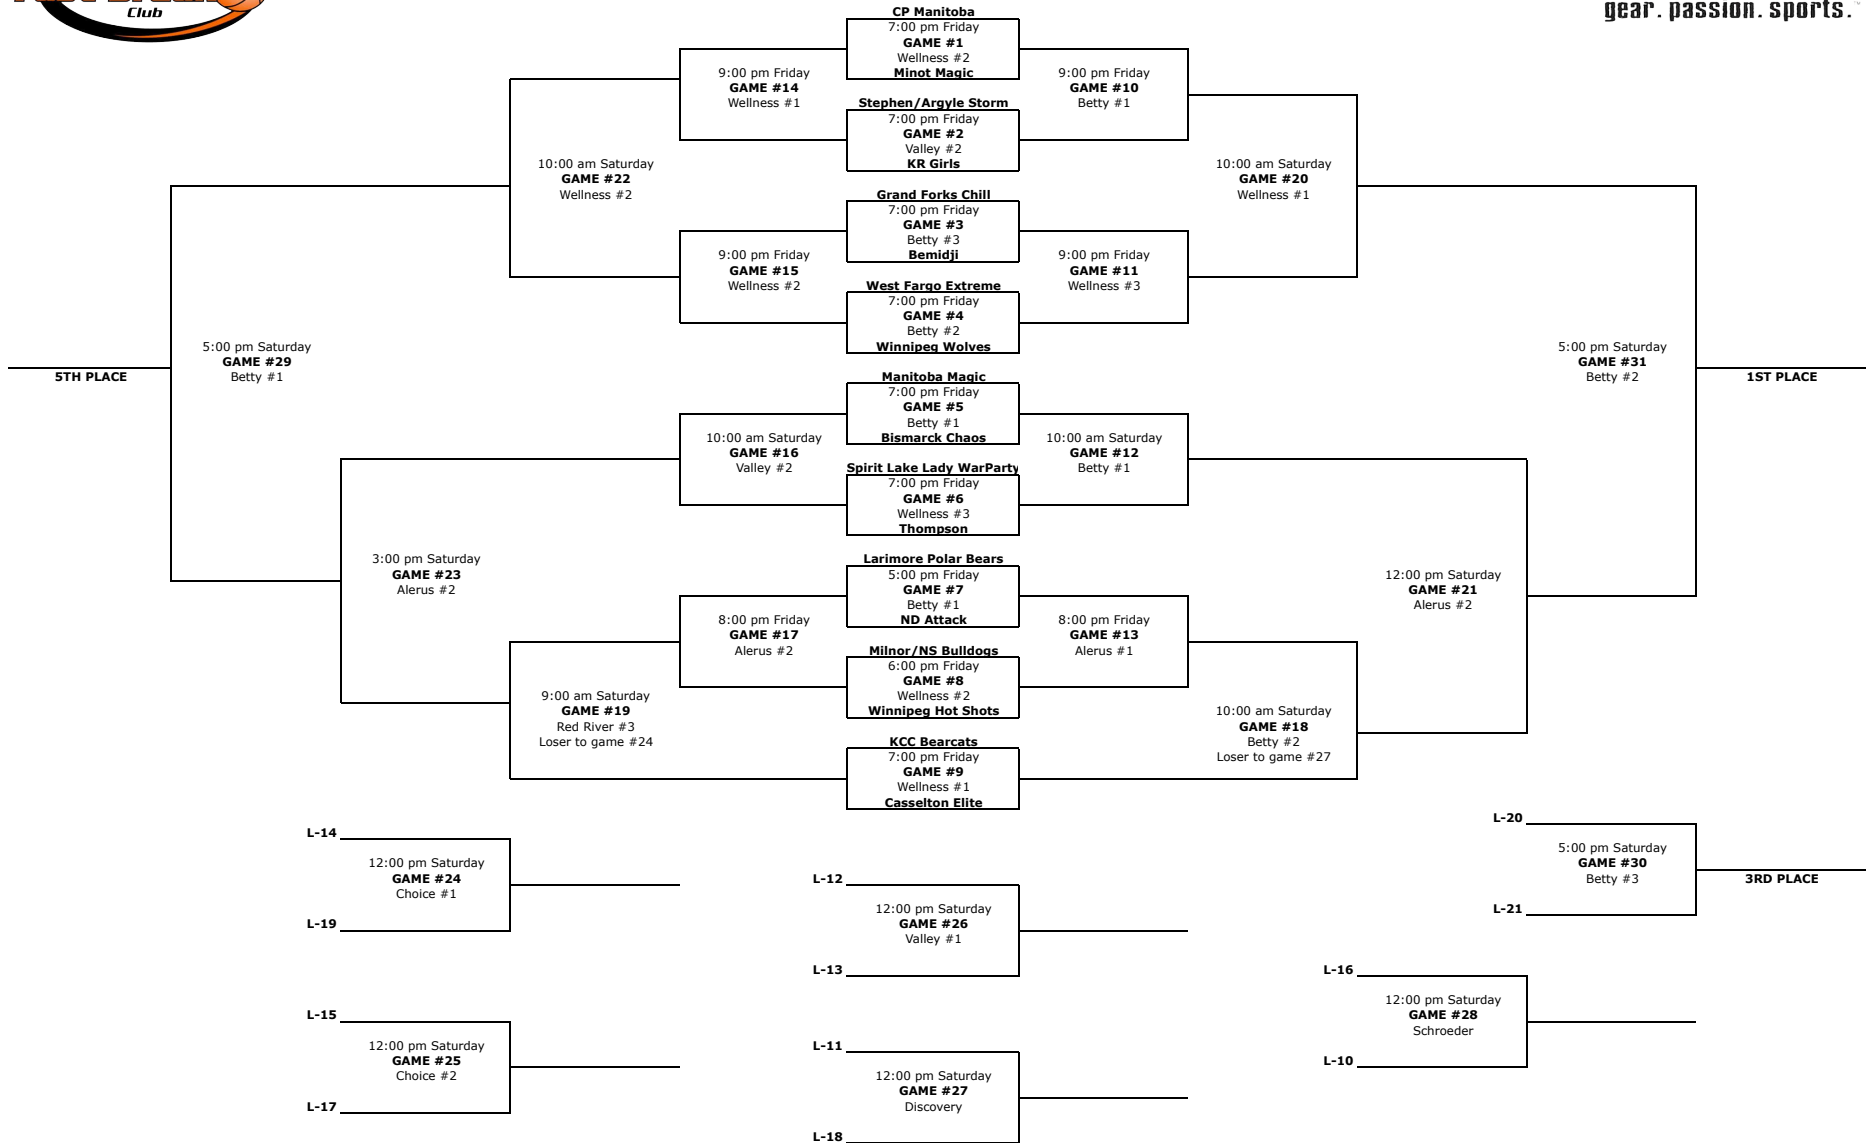 Club
gear. passion. sports.
CP Manitoba
7:00 pm Friday
GAME #1
Wellness #2
Minot Magic
9:00 pm Friday
GAME #14
Wellness #1
9:00 pm Friday
GAME #10
Betty #1
Stephen/Argyle Storm
7:00 pm Friday
GAME #2
Valley #2
KR Girls
10:00 am Saturday
GAME #22
Wellness #2
10:00 am Saturday
GAME #20
Wellness #1
Grand Forks Chill
7:00 pm Friday
GAME #3
Betty #3
Bemidji
9:00 pm Friday
GAME #15
Wellness #2
9:00 pm Friday
GAME #11
Wellness #3
West Fargo Extreme
7:00 pm Friday
GAME #4
Betty #2
Winnipeg Wolves
5:00 pm Saturday
GAME #29
Betty #1
5TH PLACE
5:00 pm Saturday
GAME #31
Betty #2
1ST PLACE
Manitoba Magic
7:00 pm Friday
GAME #5
Betty #1
Bismarck Chaos
10:00 am Saturday
GAME #16
Valley #2
10:00 am Saturday
GAME #12
Betty #1
Spirit Lake Lady WarParty
7:00 pm Friday
GAME #6
Wellness #3
Thompson
3:00 pm Saturday
GAME #23
Alerus #2
12:00 pm Saturday
GAME #21
Alerus #2
Larimore Polar Bears
5:00 pm Friday
GAME #7
Betty #1
ND Attack
8:00 pm Friday
GAME #17
Alerus #2
8:00 pm Friday
GAME #13
Alerus #1
Milnor/NS Bulldogs
6:00 pm Friday
GAME #8
Wellness #2
Winnipeg Hot Shots
9:00 am Saturday
GAME #19
Red River #3
Loser to game #24
10:00 am Saturday
GAME #18
Betty #2
Loser to game #27
KCC Bearcats
7:00 pm Friday
GAME #9
Wellness #1
Casselton Elite
L-14
12:00 pm Saturday
GAME #24
Choice #1
L-19
L-12
12:00 pm Saturday
GAME #26
Valley #1
L-13
L-20
5:00 pm Saturday
GAME #30
Betty #3
3RD PLACE
L-21
L-15
12:00 pm Saturday
GAME #25
Choice #2
L-17
L-11
12:00 pm Saturday
GAME #27
Discovery
L-18
L-16
12:00 pm Saturday
GAME #28
Schroeder
L-10